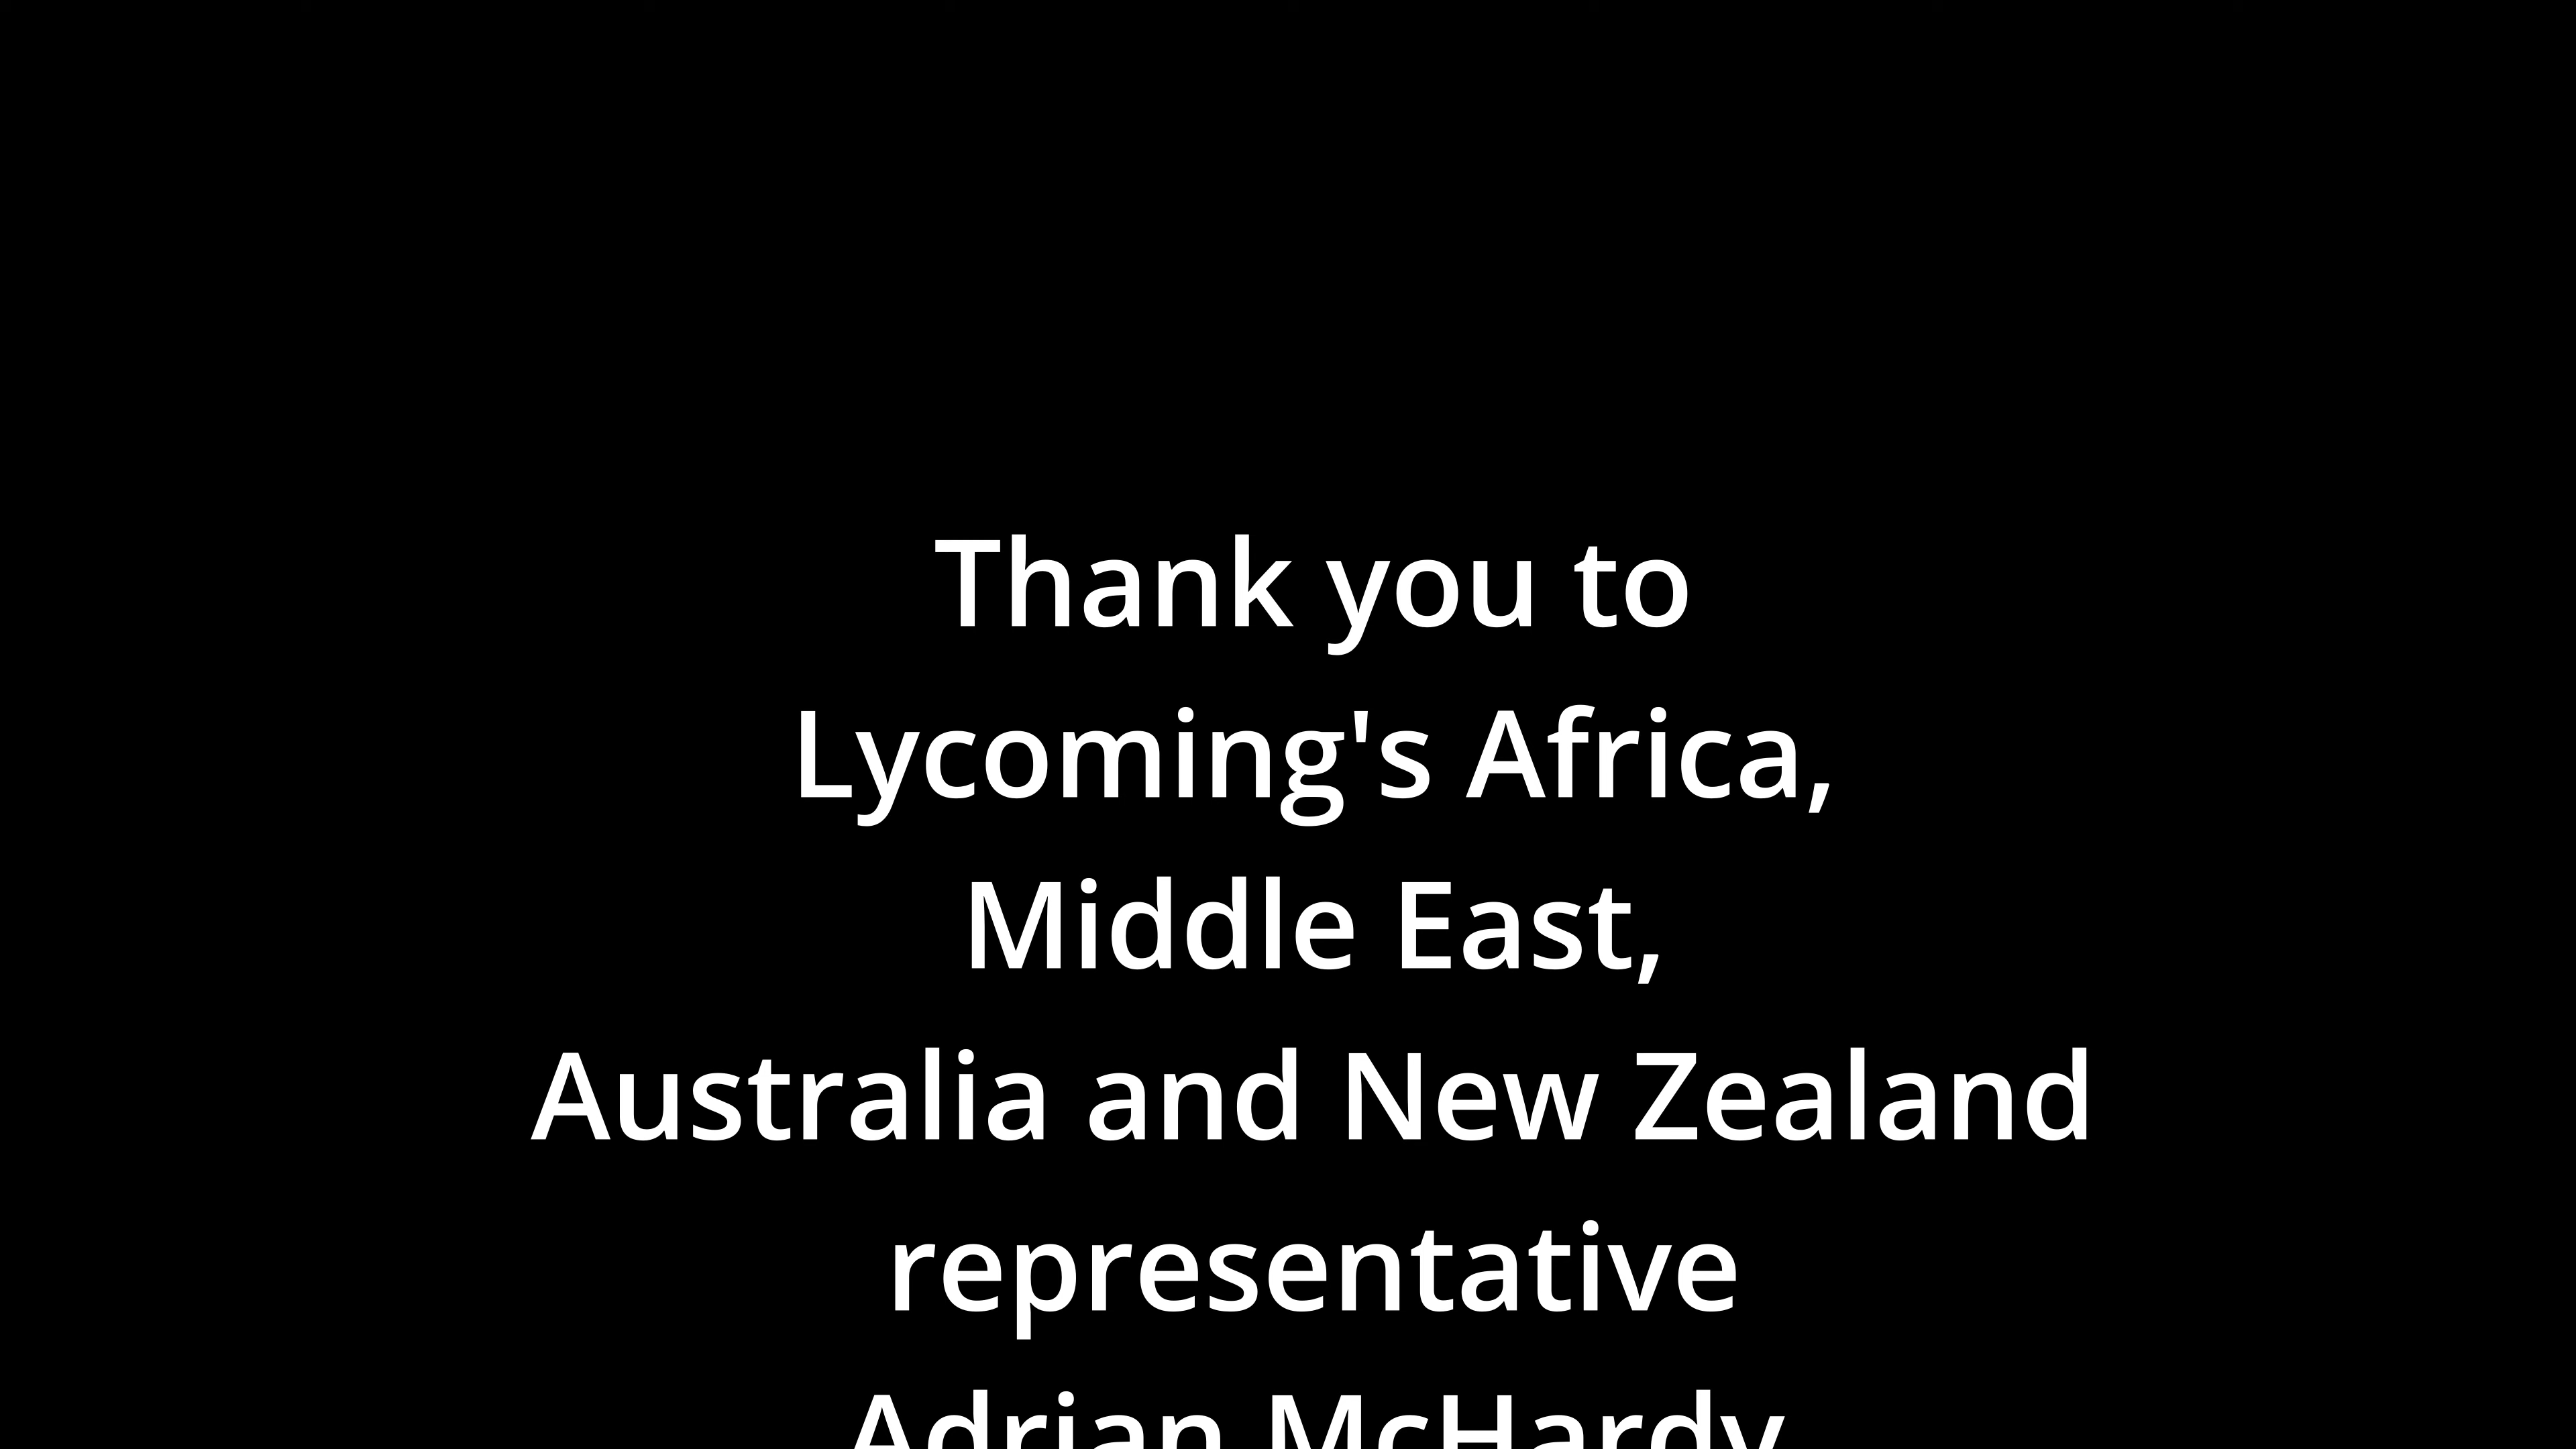 Thank you to
Lycoming's Africa,
Middle East,
Australia and New Zealand
representative
Adrian McHardy